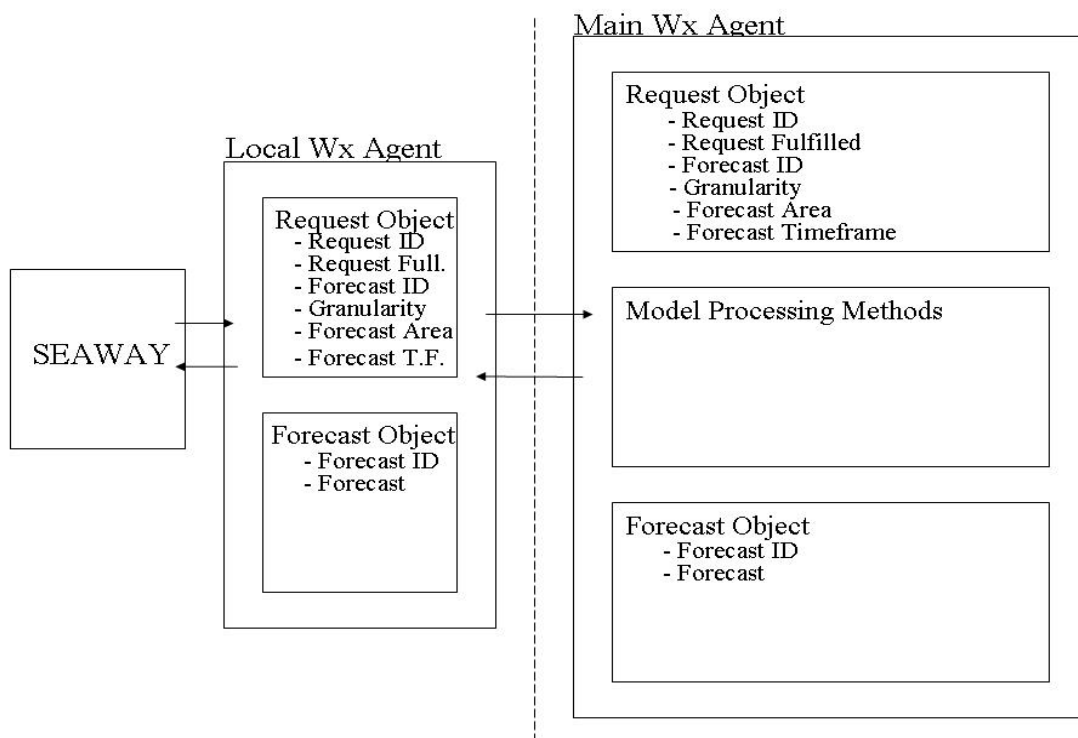 Main Wx Agent
Request Object
- Request ID
- Request Fulfilled
- Forecast ID
- Granularity
- Forecast Area
- Forecast Timeframe
Local Wx Agent
Request Object
- Request ID
- Request Full.
- Forecast ID
- Granularity
- Forecast Area
- Forecast T.F.
SEAWAY
Model Processing Methods
Forecast Object
- Forecast ID
- Forecast
Forecast Object
- Forecast ID
- Forecast